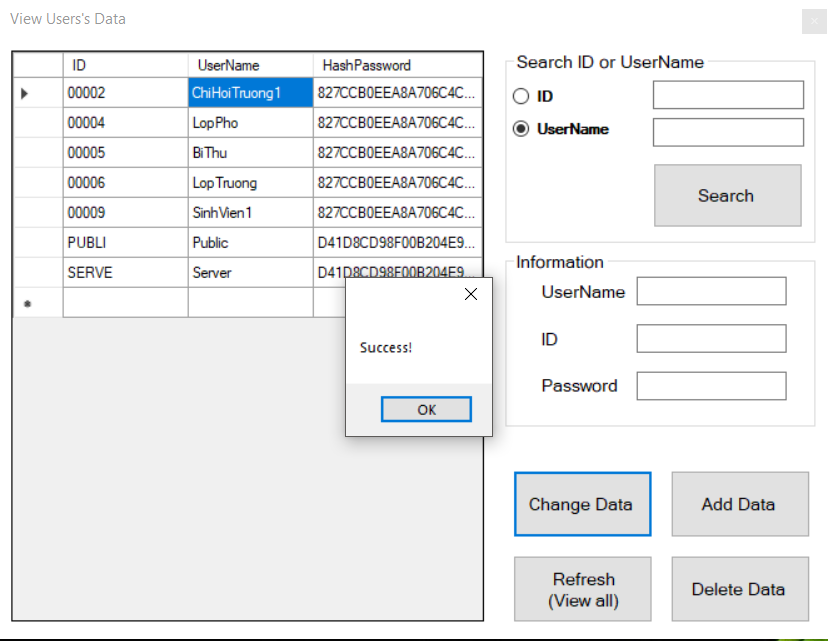 View Users's Data
ID UserName HashPassword
00002 ChiHoiTruong1 827CCB0EEA8A706C4C...
00004 LopPho 827CCB0EEA8A706C4C...
00005 BiThu 827CCB0EEA8A706C4C...
00006 LopTruong 827CCB0EEA8A706C4C...
00009 SinhVien1 827CCB0EEA8A706C4C...
PUBLI Public D41D8CD98F00B204E9...
SERVE Server D41D8CD98F00B204E9...
Success!
OK
Search ID or UserName
ID
UserName
Search
Information
UserName
ID
Password
Change Data
Add Data
Refresh
(View all)
Delete Data